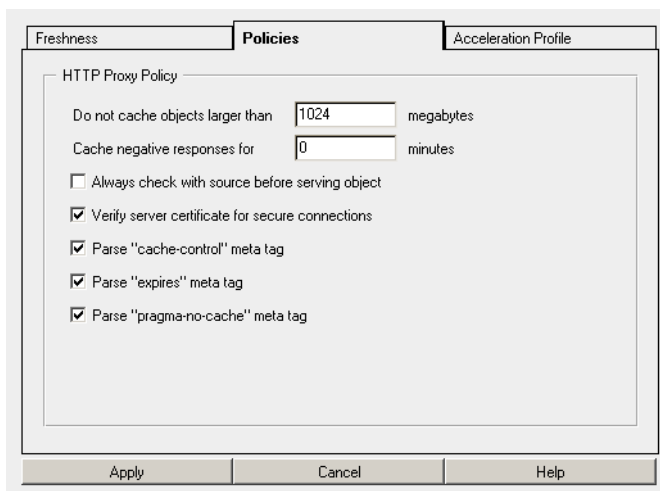 Freshness Policies Acceleration Profile
HTTP Proxy Policy
Do not cache objects larger than 1024 megabytes
Cache negative responses for 0 minutes
Always check with source before serving object
Verify server certificate for secure connections
Parse "cache-control" meta tag
Parse "expires" meta tag
Parse "pragma-no-cache" meta tag
Apply Cancel Help